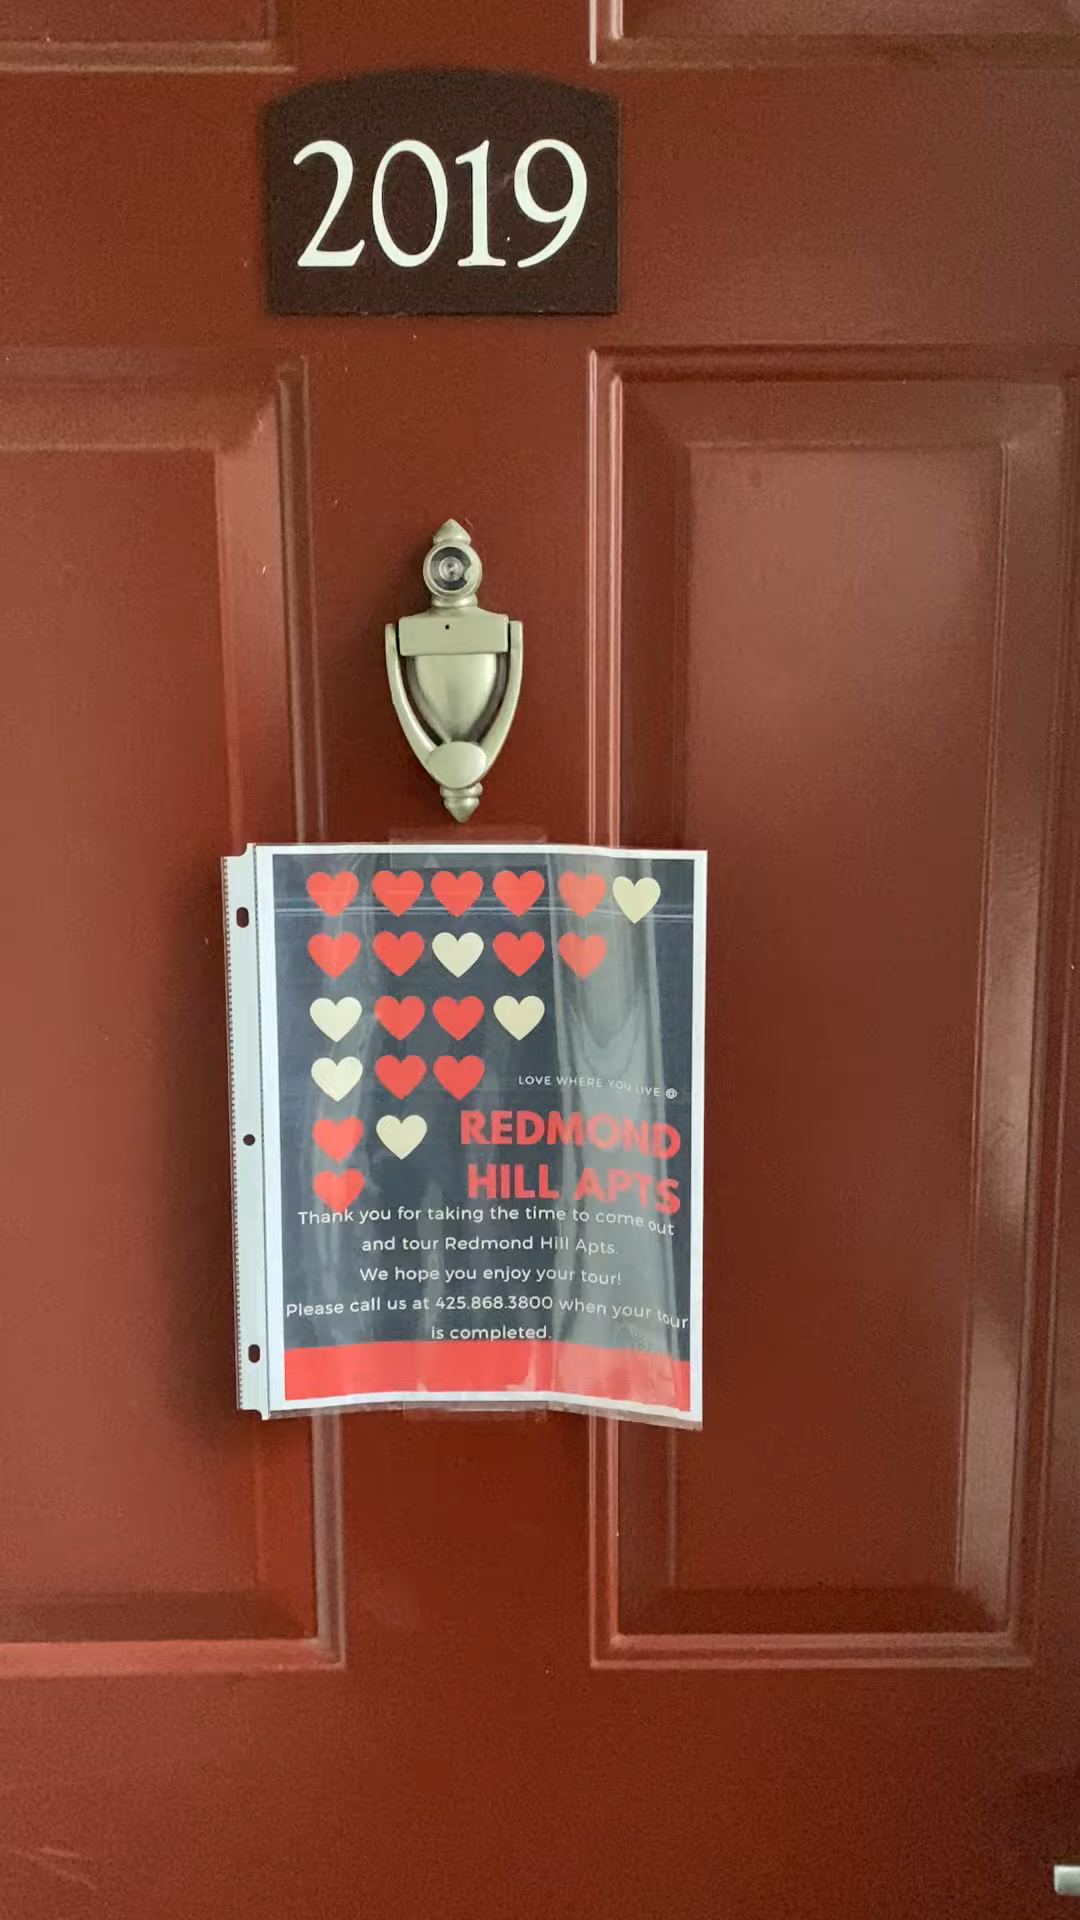 2019
LOVE WHERE YOU LIVE @
REDMOND
HILL APTS
Thank you for taking the time to come out
and tour Redmond Hill Apts.
We hope you enjoy your tour!
Please call us at 425.868.3800 when your tour
is completed.